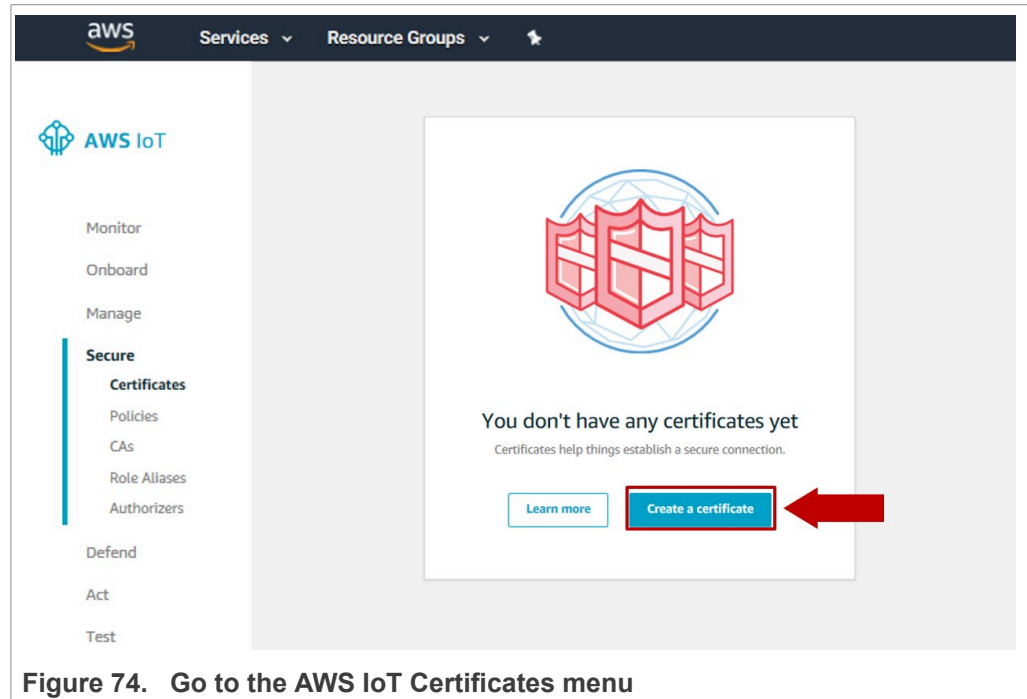 aws Services Resource Groups
AWS IoT
Monitor
Onboard
Manage
Secure
Certificates
Policies
CAs
Role Aliases
Authorizers
Defend
Act
Test
You don't have any certificates yet
Certificates help things establish a secure connection.
Learn more Create a certificate
Figure 74. Go to the AWS IoT Certificates menu